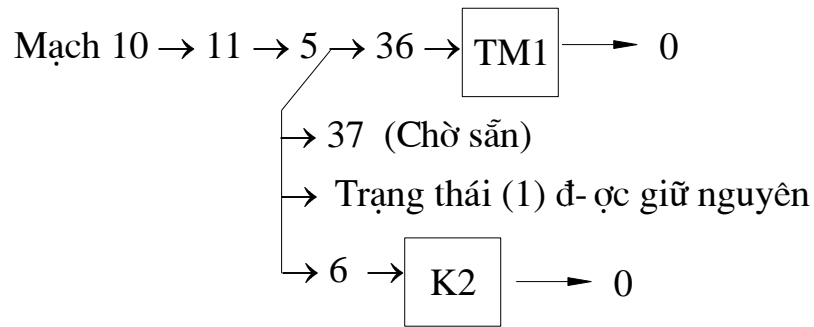 Mạch 10 → 11 → 5 → 36 → TM1 → 0
→ 37 (Chờ sẵn)
→ Trạng thái (1) đ- ợc giữ nguyên
→ 6 → K2 → 0